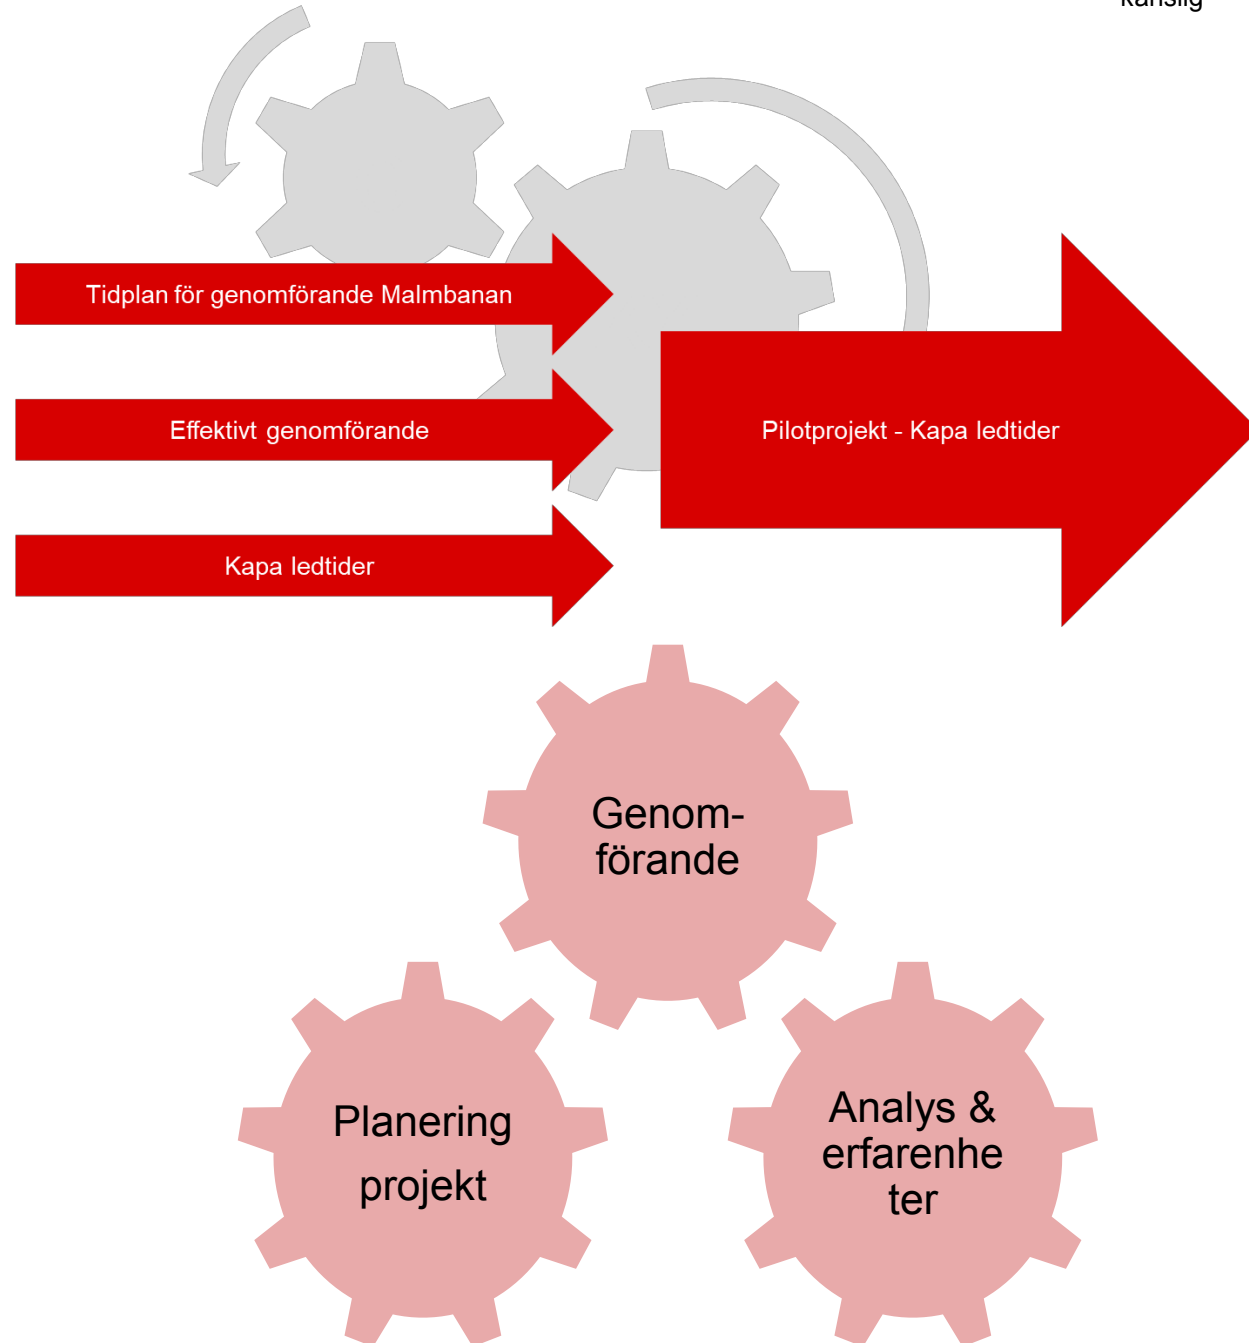 Tidplan för genomförande Malmbanan
Effektivt genomförande
Pilotprojekt - Kapa ledtider
Kapa ledtider
Genom-
förande
Planering
projekt
Analys &
erfarenhe
ter